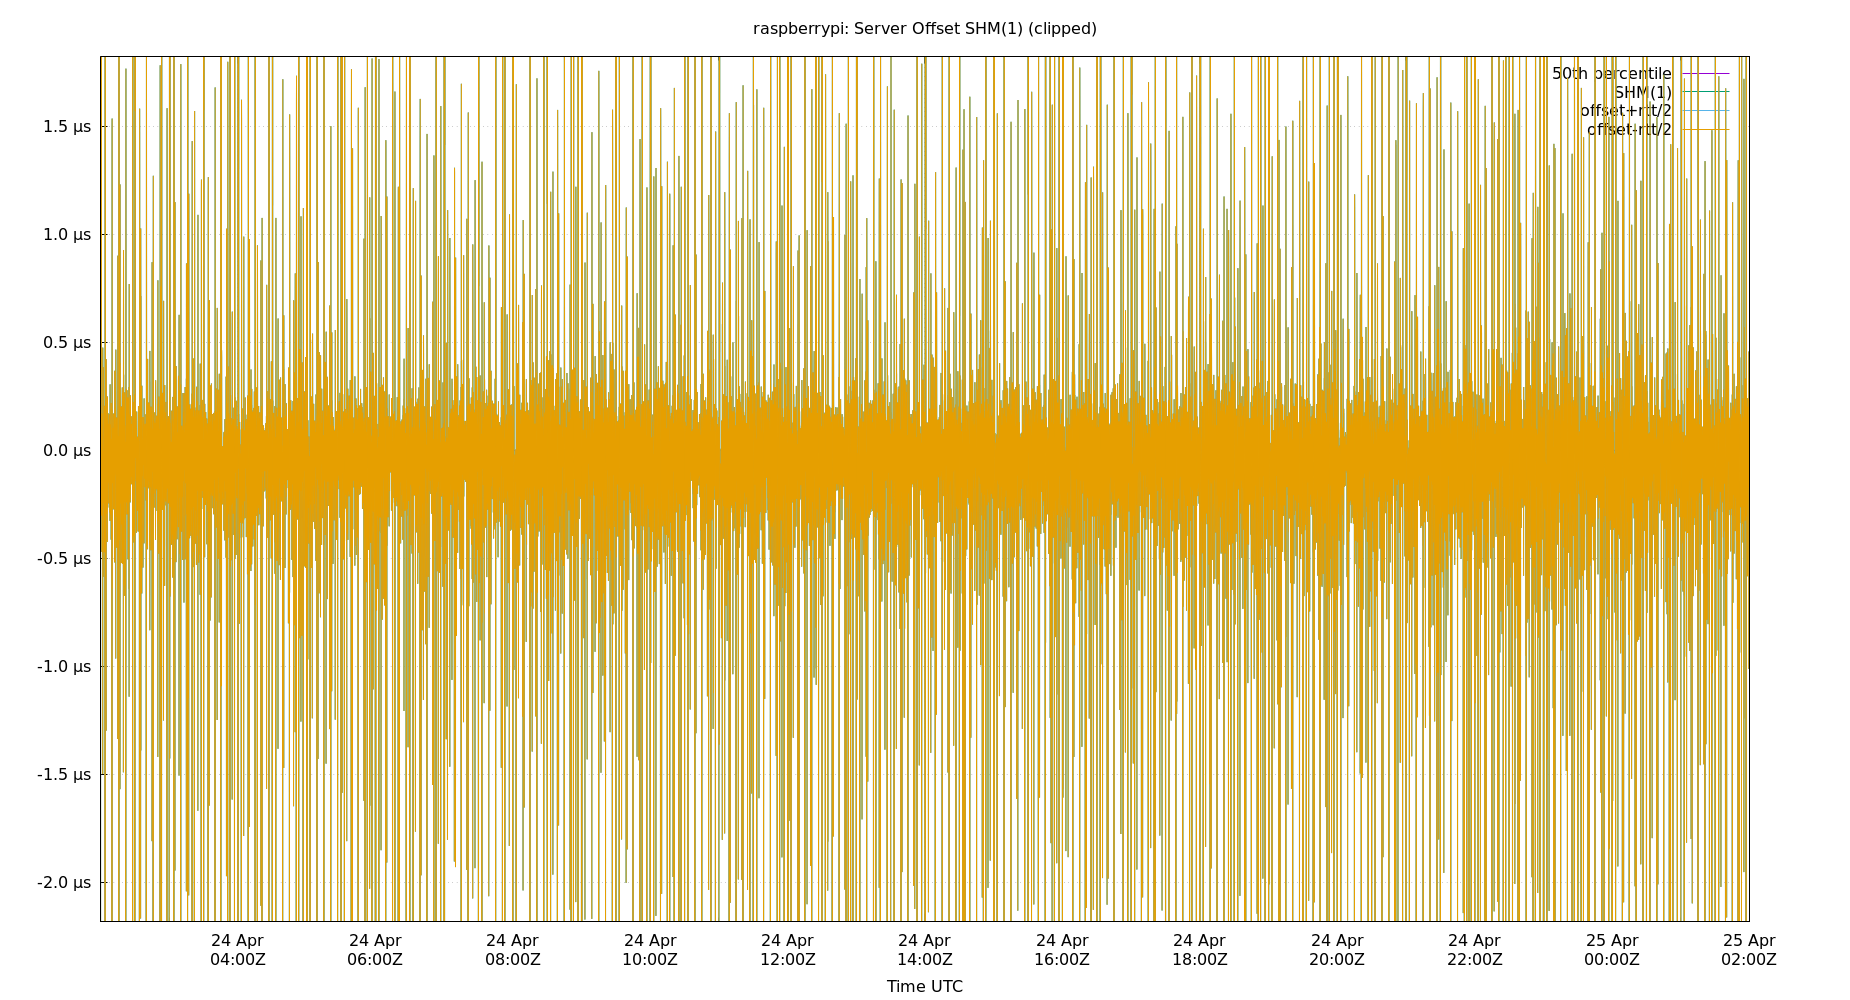 raspberrypi: Server Offset SHM(1) (clipped)
50th percentile
SHM(1)
offset+rtt/2
offset-rtt/2
1.5 µs
1.0 µs
0.5 µs
0.0 µs
-0.5 µs
-1.0 µs
-1.5 µs
-2.0 µs
24 Apr 24 Apr 24 Apr 24 Apr 24 Apr 24 Apr 24 Apr 24 Apr 24 Apr 24 Apr 25 Apr 25 Apr
04:00Z 06:00Z 08:00Z 10:00Z 12:00Z 14:00Z 16:00Z 18:00Z 20:00Z 22:00Z 00:00Z 02:00Z
Time UTC